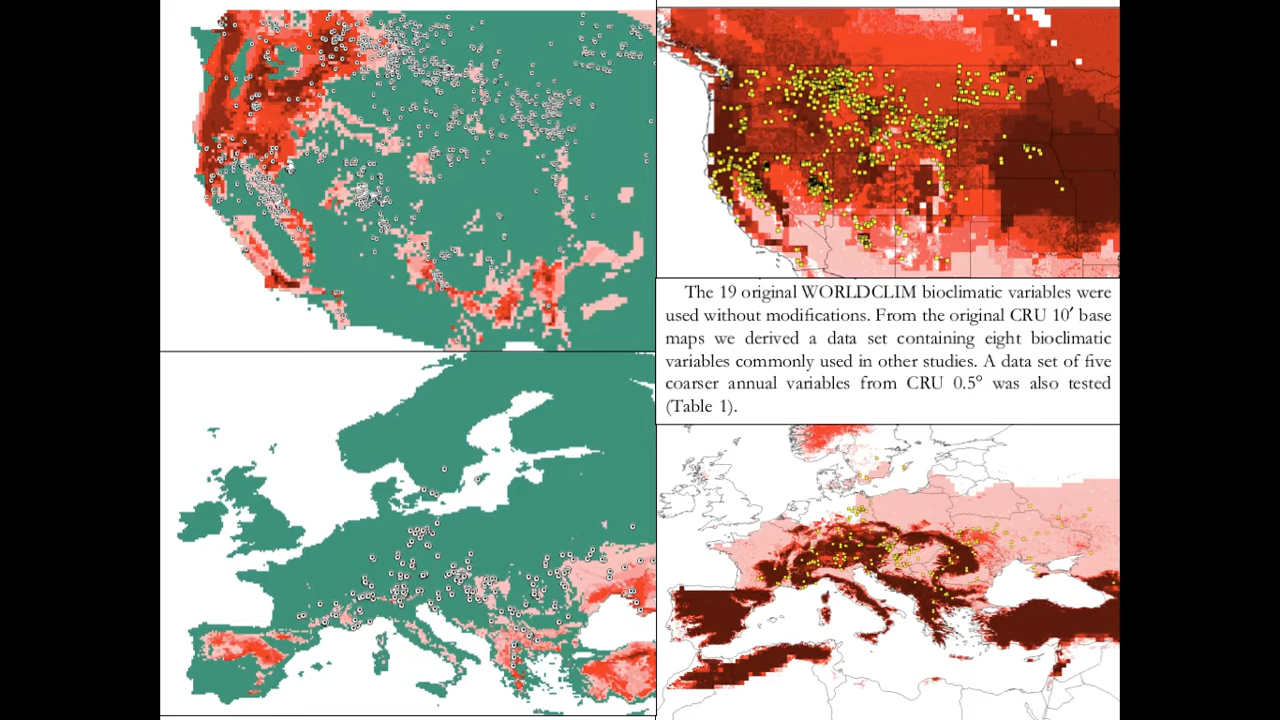 The 19 original WORLDCLIM bioclimatic variables were
used without modifications. From the original CRU 10′ base
maps we derived a data set containing eight bioclimatic
variables commonly used in other studies. A data set of five
coarser annual variables from CRU 0.5° was also tested
(Table 1).